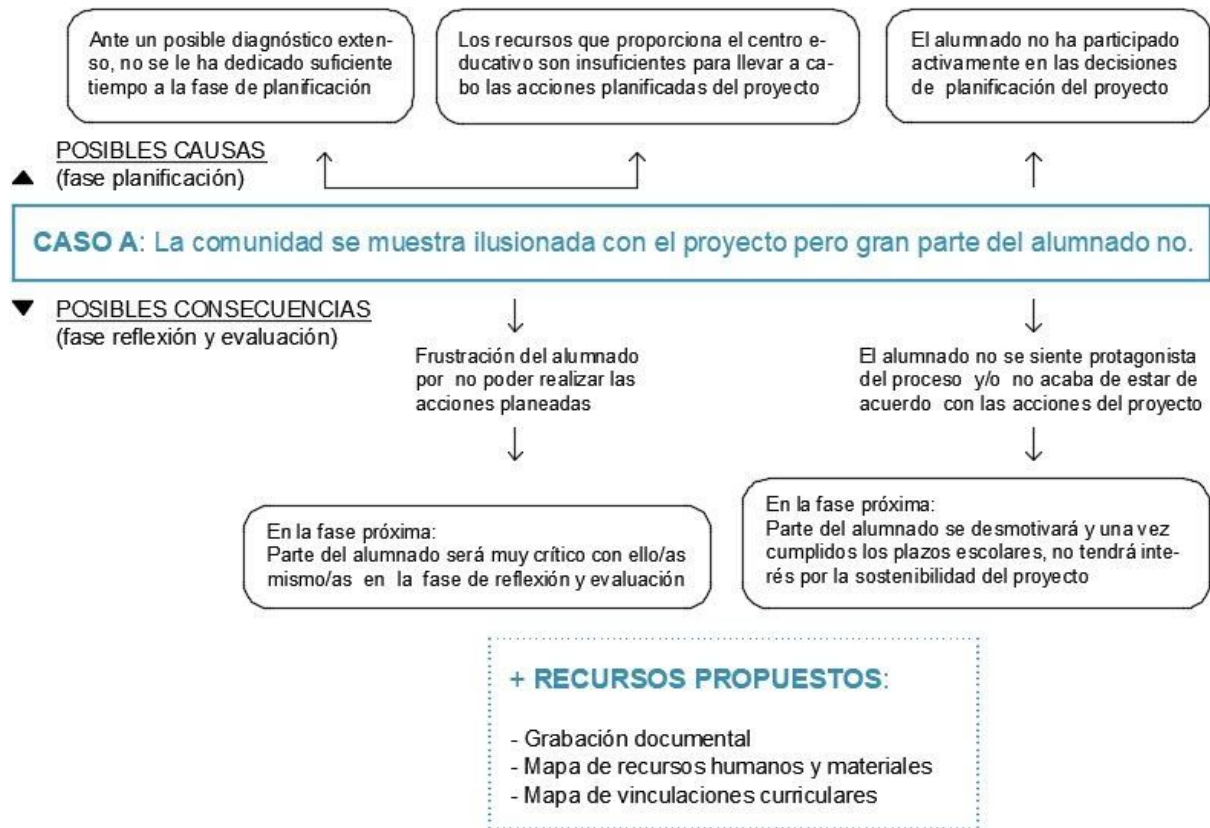 Ante un posible diagnóstico exten-
so, no se le ha dedicado suficiente
tiempo a la fase de planificación
Los recursos que proporciona el centro e-
ducativo son insuficientes para llevar a ca-
bo las acciones planificadas del proyecto
El alumnado no ha participado
activamente en las decisiones
de planificación del proyecto
POSIBLES CAUSAS
(fase planificación)
CASO A: La comunidad se muestra ilusionada con el proyecto pero gran parte del alumnado no.
POSIBLES CONSECUENCIAS
(fase reflexión y evaluación)
Frustración del alumnado
por no poder realizar las
acciones planeadas
El alumnado no se siente protagonista
del proceso y/o no acaba de estar de
acuerdo con las acciones del proyecto
En la fase próxima:
Parte del alumnado será muy crítico con ello/as
mismo/as en la fase de reflexión y evaluación
En la fase próxima:
Parte del alumnado se desmotivará y una vez
cumplidos los plazos escolares, no tendrá inte-
rés por la sostenibilidad del proyecto
+ RECURSOS PROPUESTOS:
- Grabación documental
- Mapa de recursos humanos y materiales
- Mapa de vinculaciones curriculares